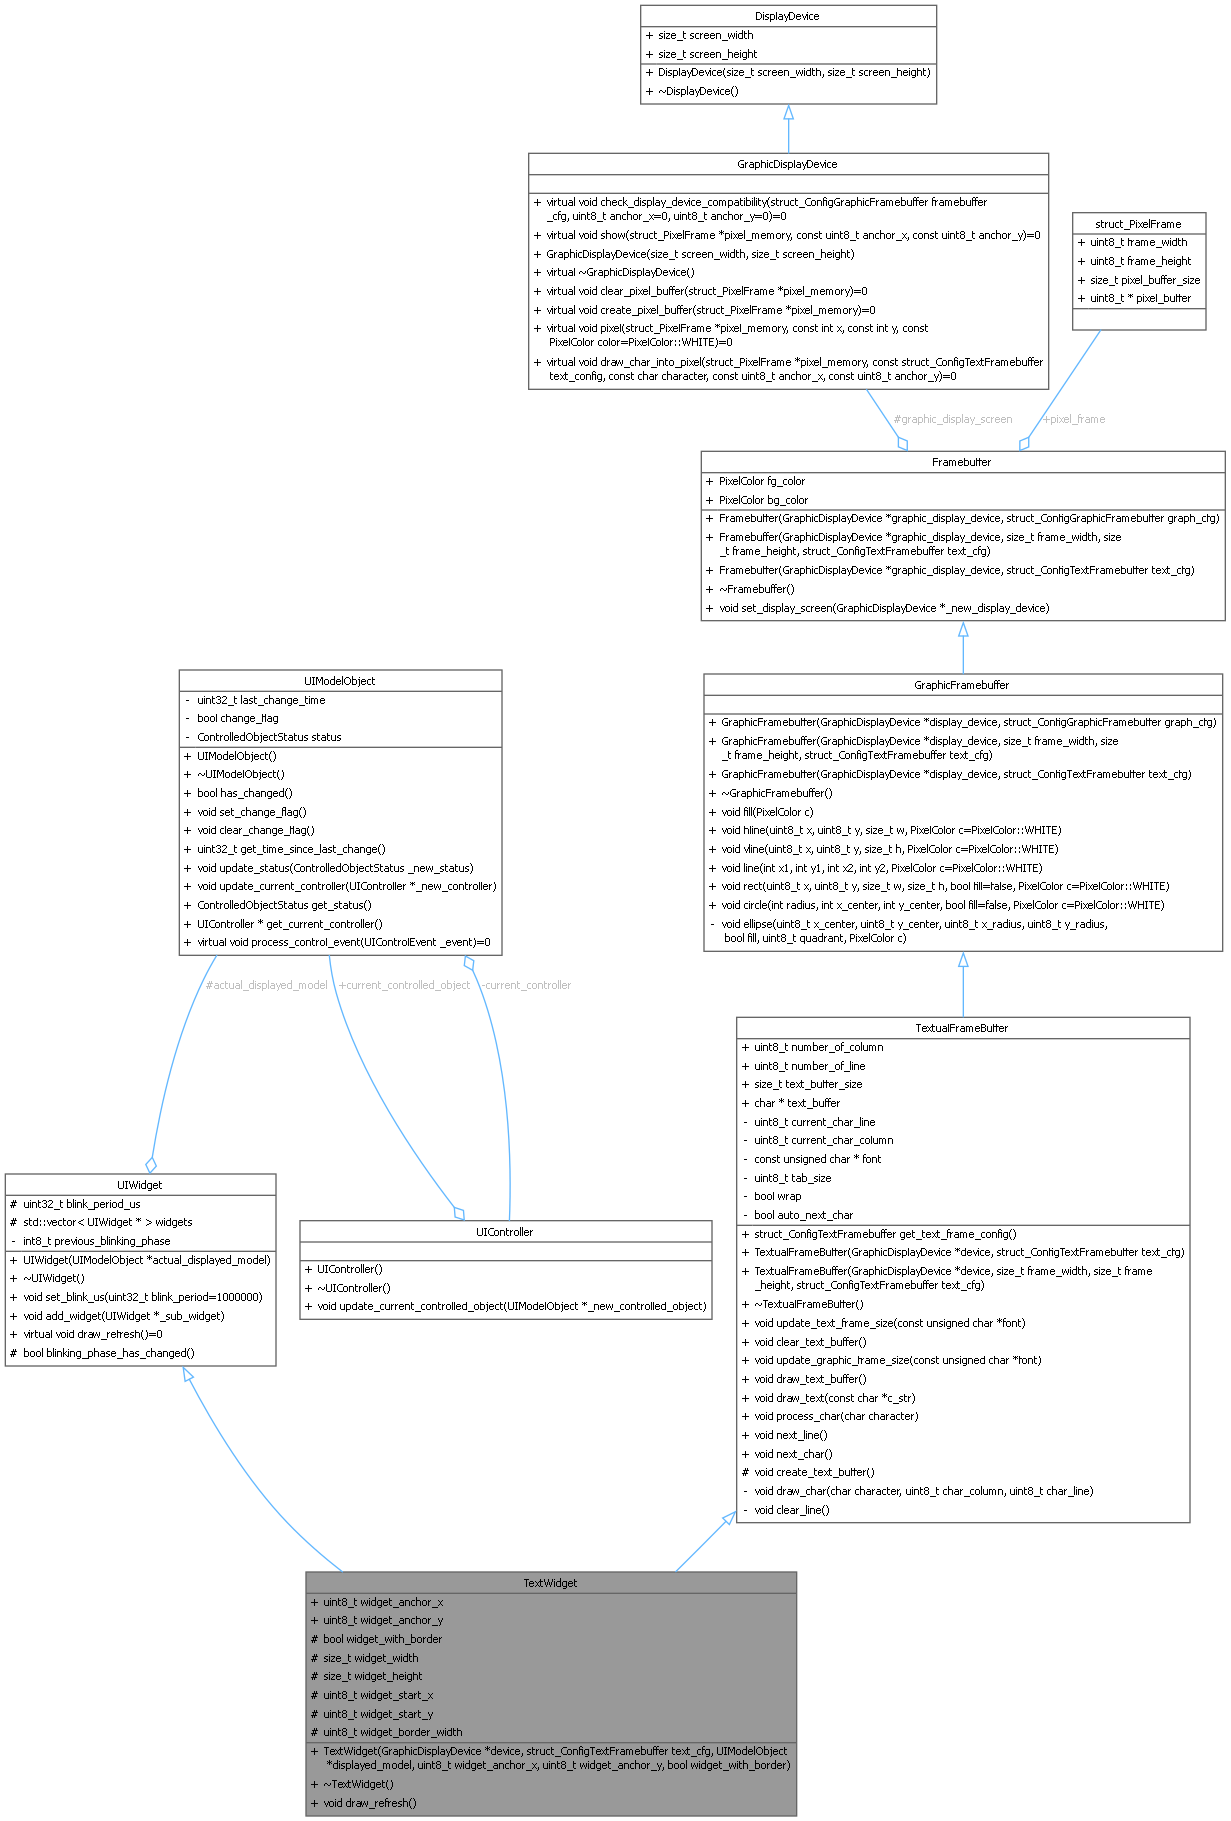 DisplayDevice
+ size_t screen_width
+ size_t screen_height
+ DisplayDevice(size_t screen_width, size_t screen_height)
+ ~DisplayDevice()
GraphicDisplayDevice
+ virtual void check_display_device_compatibility(struct_ConfigGraphicFramebuffer framebuffer
_cfg, uint8_t anchor_x=0, uint8_t anchor_y=0)=0
+ virtual void show(struct_PixelFrame *pixel_memory, const uint8_t anchor_x, const uint8_t anchor_y)=0
+ GraphicDisplayDevice(size_t screen_width, size_t screen_height)
+ virtual ~GraphicDisplayDevice()
+ virtual void clear_pixel_buffer(struct_PixelFrame *pixel_memory)=0
+ virtual void create_pixel_buffer(struct_PixelFrame *pixel_memory)=0
+ virtual void pixel(struct_PixelFrame *pixel_memory, const int x, const int y, const
PixelColor color=PixelColor::WHITE)=0
+ virtual void draw_char_into_pixel(struct_PixelFrame *pixel_memory, const struct_ConfigTextFramebuffer
text_config, const char character, const uint8_t anchor_x, const uint8_t anchor_y)=0
struct_PixelFrame
+ uint8_t frame_width
+ uint8_t frame_height
+ size_t pixel_buffer_size
+ uint8_t * pixel_buffer
#graphic_display_screen
+pixel_frame
Framebuffer
+ PixelColor fg_color
+ PixelColor bg_color
+ Framebuffer(GraphicDisplayDevice *graphic_display_device, struct_ConfigGraphicFramebuffer graph_cfg)
+ Framebuffer(GraphicDisplayDevice *graphic_display_device, size_t frame_width, size
_t frame_height, struct_ConfigTextFramebuffer text_cfg)
+ Framebuffer(GraphicDisplayDevice *graphic_display_device, struct_ConfigTextFramebuffer text_cfg)
+ ~Framebuffer()
+ void set_display_screen(GraphicDisplayDevice *_new_display_device)
GraphicFramebuffer
+ GraphicFramebuffer(GraphicDisplayDevice *display_device, struct_ConfigGraphicFramebuffer graph_cfg)
+ GraphicFramebuffer(GraphicDisplayDevice *display_device, size_t frame_width, size
_t frame_height, struct_ConfigTextFramebuffer text_cfg)
+ GraphicFramebuffer(GraphicDisplayDevice *display_device, struct_ConfigTextFramebuffer text_cfg)
+ ~GraphicFramebuffer()
+ void fill(PixelColor c)
+ void hline(uint8_t x, uint8_t y, size_t w, PixelColor c=PixelColor::WHITE)
+ void vline(uint8_t x, uint8_t y, size_t h, PixelColor c=PixelColor::WHITE)
+ void line(int x1, int y1, int x2, int y2, PixelColor c=PixelColor::WHITE)
+ void rect(uint8_t x, uint8_t y, size_t w, size_t h, bool fill=false, PixelColor c=PixelColor::WHITE)
+ void circle(int radius, int x_center, int y_center, bool fill=false, PixelColor c=PixelColor::WHITE)
- void ellipse(uint8_t x_center, uint8_t y_center, uint8_t x_radius, uint8_t y_radius,
bool fill, uint8_t quadrant, PixelColor c)
UIModelObject
- uint32_t last_change_time
- bool change_flag
- ControlledObjectStatus status
+ UIModelObject()
+ ~UIModelObject()
+ bool has_changed()
+ void set_change_flag()
+ void clear_change_flag()
+ uint32_t get_time_since_last_change()
+ void update_status(ControlledObjectStatus _new_status)
+ void update_current_controller(UIController *_new_controller)
+ ControlledObjectStatus get_status()
+ UIController * get_current_controller()
+ virtual void process_control_event(UIControlEvent _event)=0
#actual_displayed_model
+current_controlled_object
-current_controller
TextualFrameBuffer
+ uint8_t number_of_column
+ uint8_t number_of_line
+ size_t text_buffer_size
+ char * text_buffer
- uint8_t current_char_line
- uint8_t current_char_column
- const unsigned char * font
- uint8_t tab_size
- bool wrap
- bool auto_next_char
+ struct_ConfigTextFramebuffer get_text_frame_config()
+ TextualFrameBuffer(GraphicDisplayDevice *device, struct_ConfigTextFramebuffer text_cfg)
+ TextualFrameBuffer(GraphicDisplayDevice *device, size_t frame_width, size_t frame
_height, struct_ConfigTextFramebuffer text_cfg)
+ ~TextualFrameBuffer()
+ void update_text_frame_size(const unsigned char *font)
+ void clear_text_buffer()
+ void update_graphic_frame_size(const unsigned char *font)
+ void draw_text_buffer()
+ void draw_text(const char *c_str)
+ void process_char(char character)
+ void next_line()
+ void next_char()
# void create_text_buffer()
- void draw_char(char character, uint8_t char_column, uint8_t char_line)
- void clear_line()
UIWidget
# uint32_t blink_period_us
# std::vector< UIWidget * > widgets
- int8_t previous_blinking_phase
+ UIWidget(UIModelObject *actual_displayed_model)
+ ~UIWidget()
+ void set_blink_us(uint32_t blink_period=1000000)
+ void add_widget(UIWidget *_sub_widget)
+ virtual void draw_refresh()=0
# bool blinking_phase_has_changed()
UIController
+ UIController()
+ ~UIController()
+ void update_current_controlled_object(UIModelObject *_new_controlled_object)
TextWidget
+ uint8_t widget_anchor_x
+ uint8_t widget_anchor_y
# bool widget_with_border
# size_t widget_width
# size_t widget_height
# uint8_t widget_start_x
# uint8_t widget_start_y
# uint8_t widget_border_width
+ TextWidget(GraphicDisplayDevice *device, struct_ConfigTextFramebuffer text_cfg, UIModelObject
*displayed_model, uint8_t widget_anchor_x, uint8_t widget_anchor_y, bool widget_with_border)
+ ~TextWidget()
+ void draw_refresh()